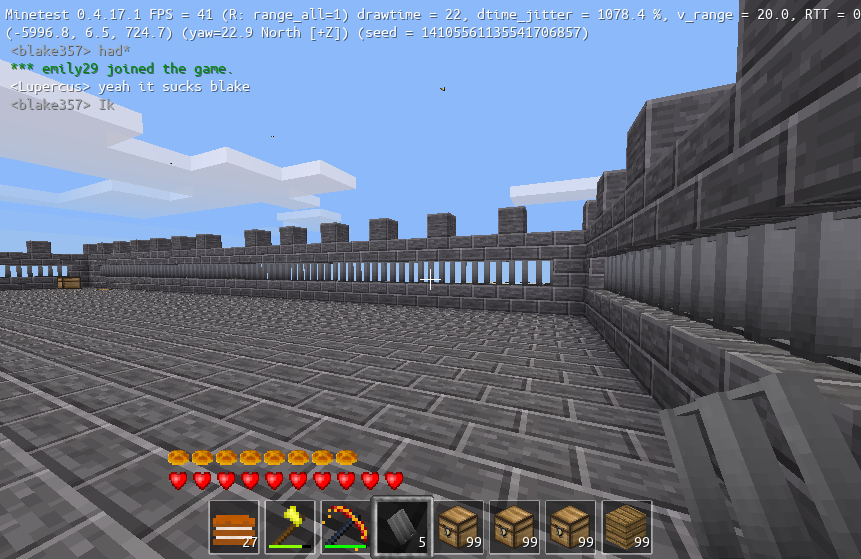 Minetest 0.4.17.1 FPS = 41 (R: range_all=1) drawtime = 22, dtime_jitter = 1078.4 %, v_range = 20.0, RTT = 0
(-5996.8, 6.5, 724.7) (yaw=22.9 North [+Z]) (seed = 14105561135541706857)
<blake357> had*
*** emily29 joined the game.
<Lupercus> yeah it sucks blake
<blake357> Ik
27 5 99 99 99 99